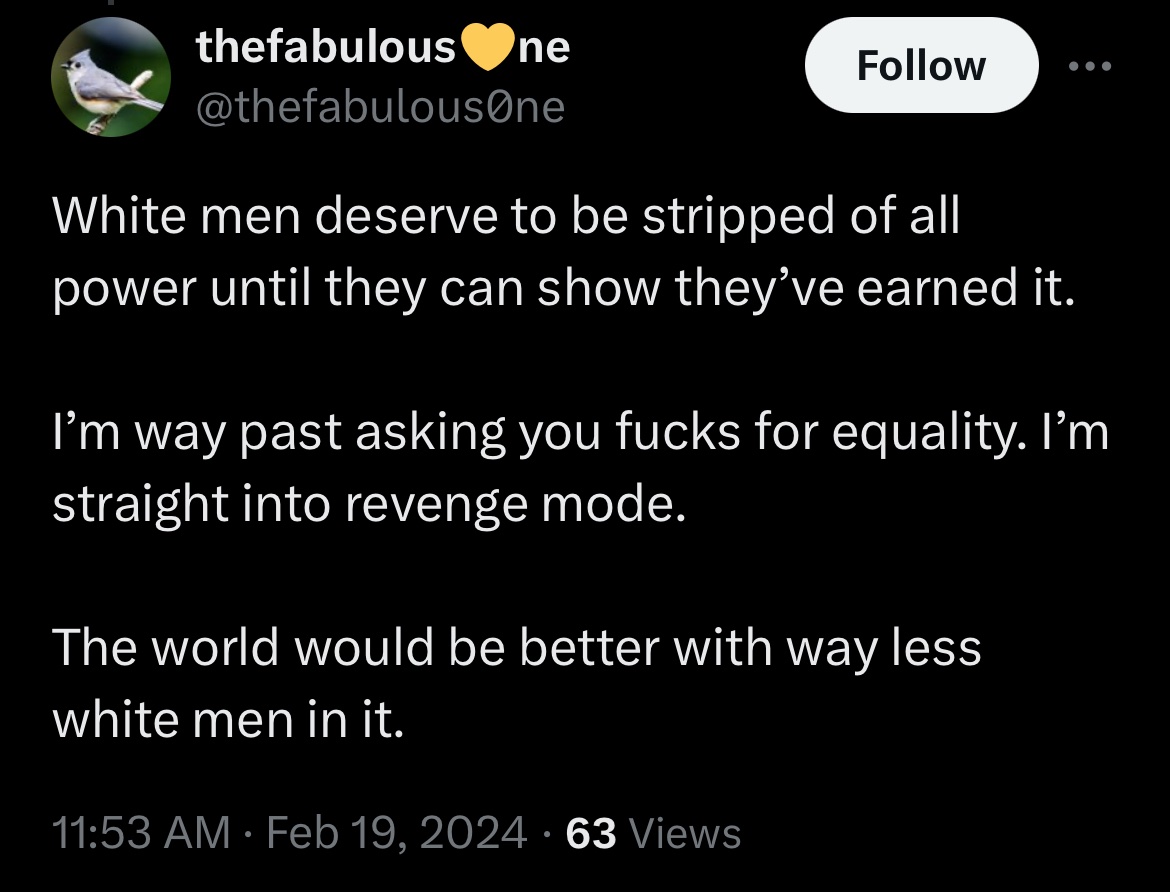 thefabulous💛ne
@thefabulous0ne
Follow
White men deserve to be stripped of all
power until they can show they’ve earned it.
I’m way past asking you fucks for equality. I’m
straight into revenge mode.
The world would be better with way less
white men in it.
11:53 AM · Feb 19, 2024 · 63 Views